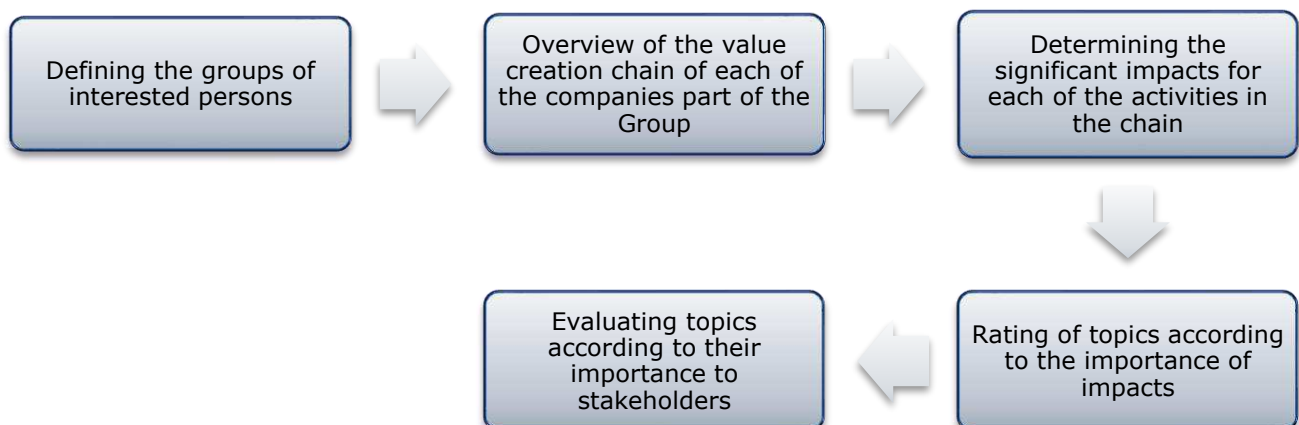 Defining the groups of
interested persons
Overview of the value
creation chain of each of
the companies part of the
Group
Determining the
significant impacts for
each of the activities in
the chain
Rating of topics according
to the importance of
impacts
Evaluating topics
according to their
importance to
stakeholders